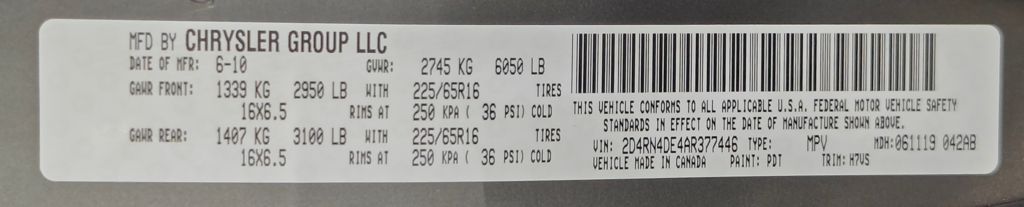 MFD BY CHRYSLER GROUP LLC
DATE OF MFR: 6-10 GVWR: 2745 KG 6050 LB
GAWR FRONT: 1339 KG 2950 LB WITH 225/65R16 TIRES
16X6.5 RIMS AT 250 KPA ( 36 PSI) COLD
GAWR REAR: 1407 KG 3100 LB WITH 225/65R16 TIRES
16X6.5 RIMS AT 250 KPA ( 36 PSI) COLD
THIS VEHICLE CONFORMS TO ALL APPLICABLE U.S.A. FEDERAL MOTOR VEHICLE SAFETY
STANDARDS IN EFFECT ON THE DATE OF MANUFACTURE SHOWN ABOVE.
VIN: 2D4RN4DE4AR377446 TYPE: MPV MDH:061119 042AB
VEHICLE MADE IN CANADA PAINT: PDT TRIM: H7VS